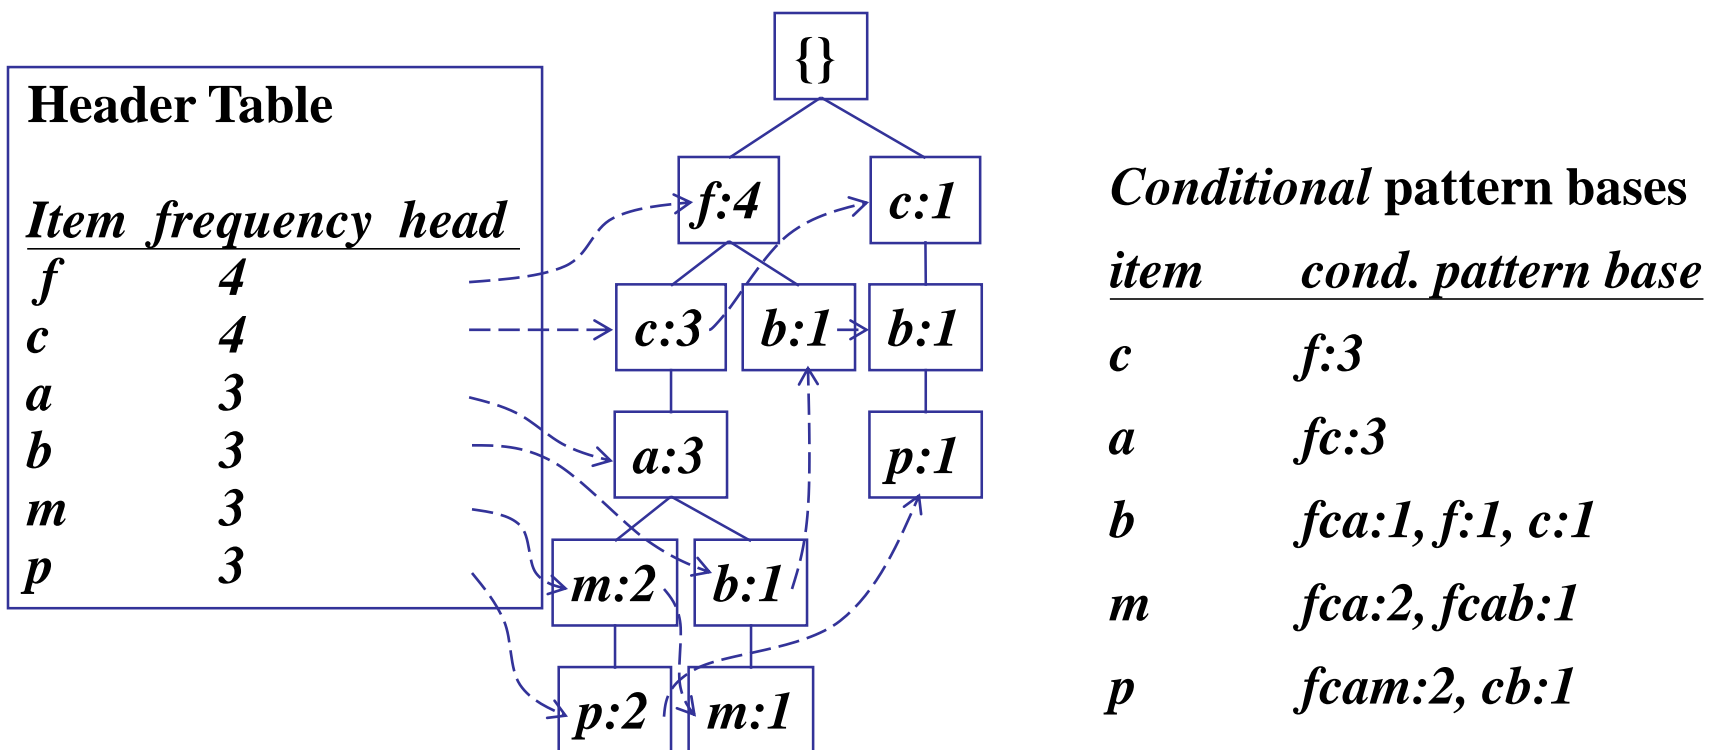 Header Table
Item frequency head
f 4
c 4
a 3
b 3
m 3
p 3
{}
f:4 c:1
c:3 b:1 b:1
a:3 p:1
m:2 b:1
p:2 m:1
Conditional pattern bases
item cond. pattern base
c f:3
a fc:3
b fca:1, f:1, c:1
m fca:2, fcab:1
p fcam:2, cb:1